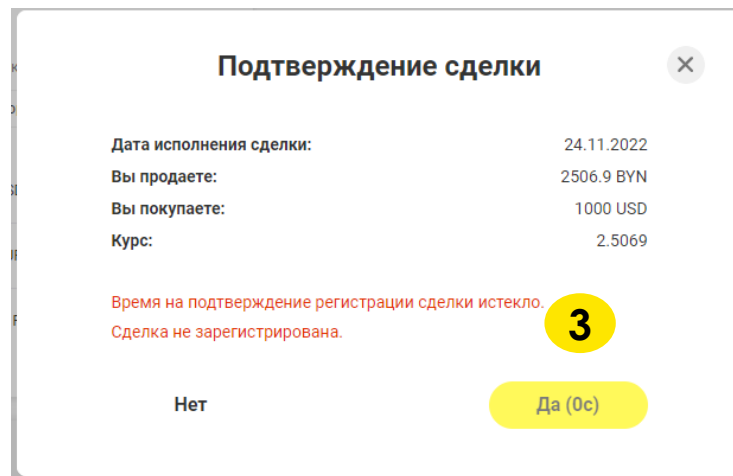 Подтверждение сделки
Дата исполнения сделки: 24.11.2022
Вы продаете: 2506.9 BYN
Вы покупаете: 1000 USD
Курс: 2.5069
Время на подтверждение регистрации сделки истекло.
Сделка не зарегистрирована.
3
Нет Да (0с)